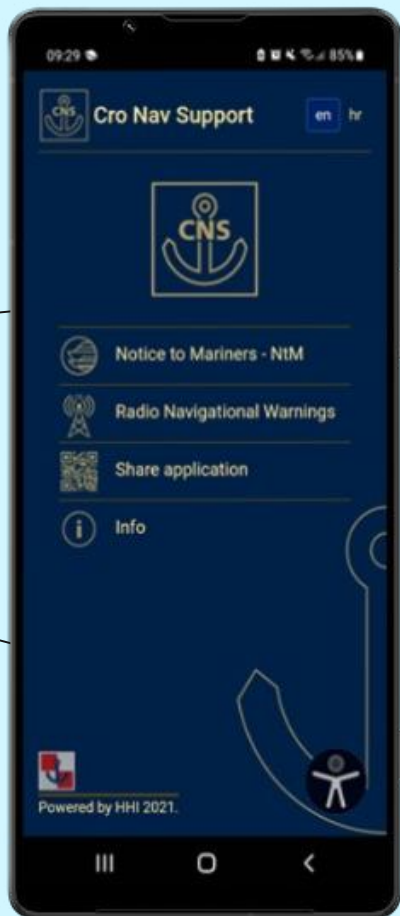 09:29
85%
CNS
Cro Nav Support
en hr
CNS
Notice to Mariners - NtM
Radio Navigational Warnings
Share application
Info
Powered by HHI 2021.